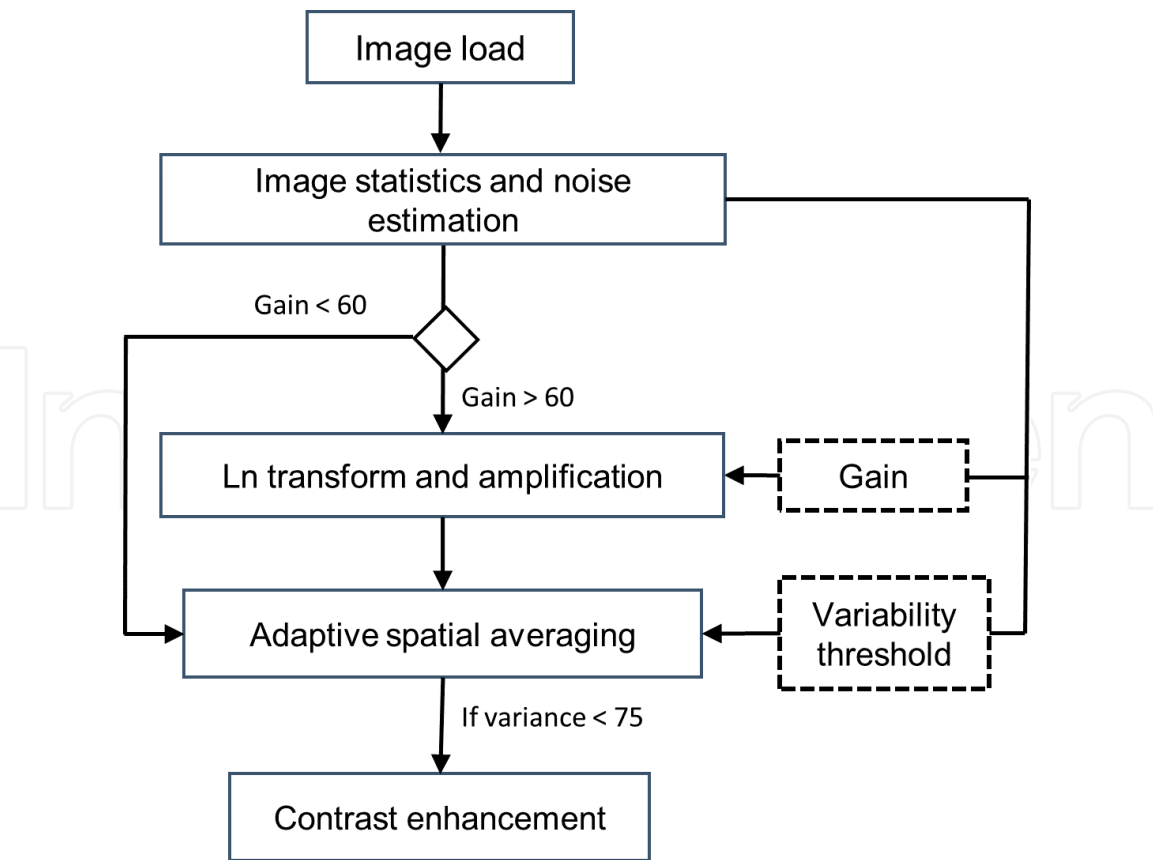 Image load
Image statistics and noise
estimation
Gain < 60
Gain > 60
Ln transform and amplification
Gain
Adaptive spatial averaging
Variability
threshold
If variance < 75
Contrast enhancement